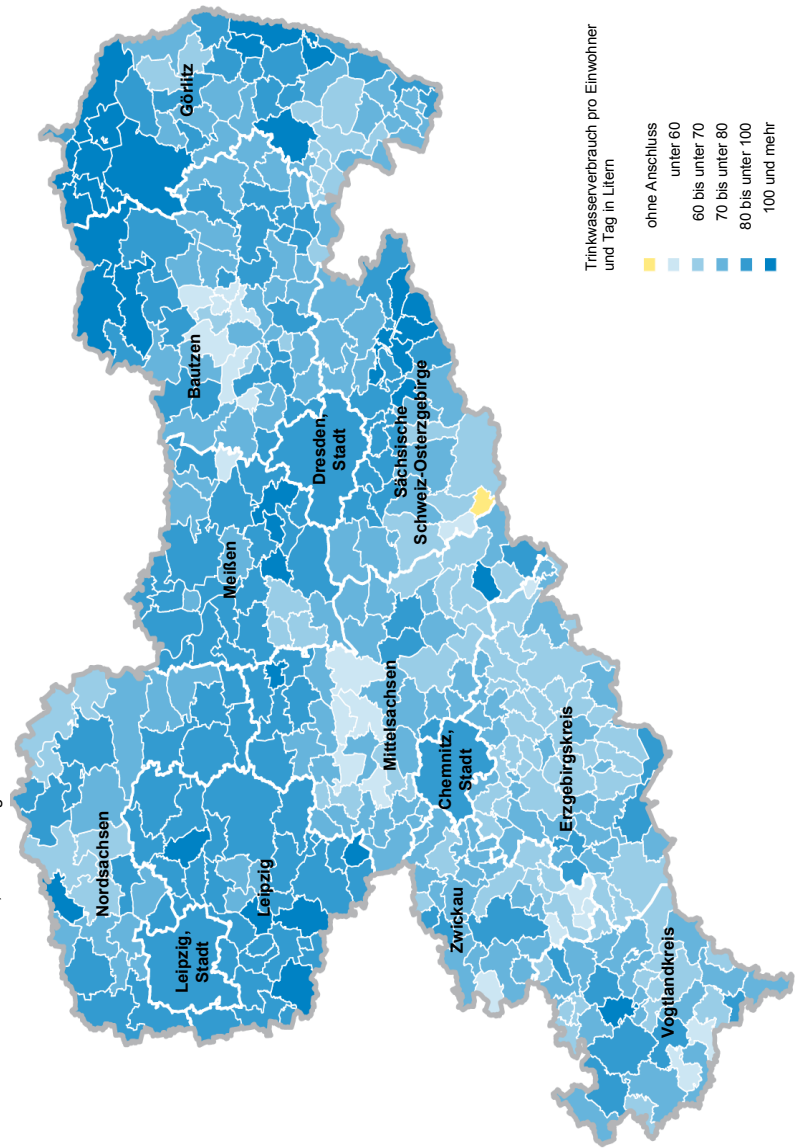 Nordsachsen
Leipzig,
Stadt
Leipzig
Meißen
Bautzen
Görlitz
Dresden,
Stadt
Sächsische
Schweiz-Osterzgebirge
Mittelsachsen
Chemnitz,
Stadt
Zwickau
Erzgebirgskreis
Vogtlandkreis
Trinkwasserverbrauch pro Einwohner
und Tag in Litern
ohne Anschluss
unter 60
60 bis unter 70
70 bis unter 80
80 bis unter 100
100 und mehr